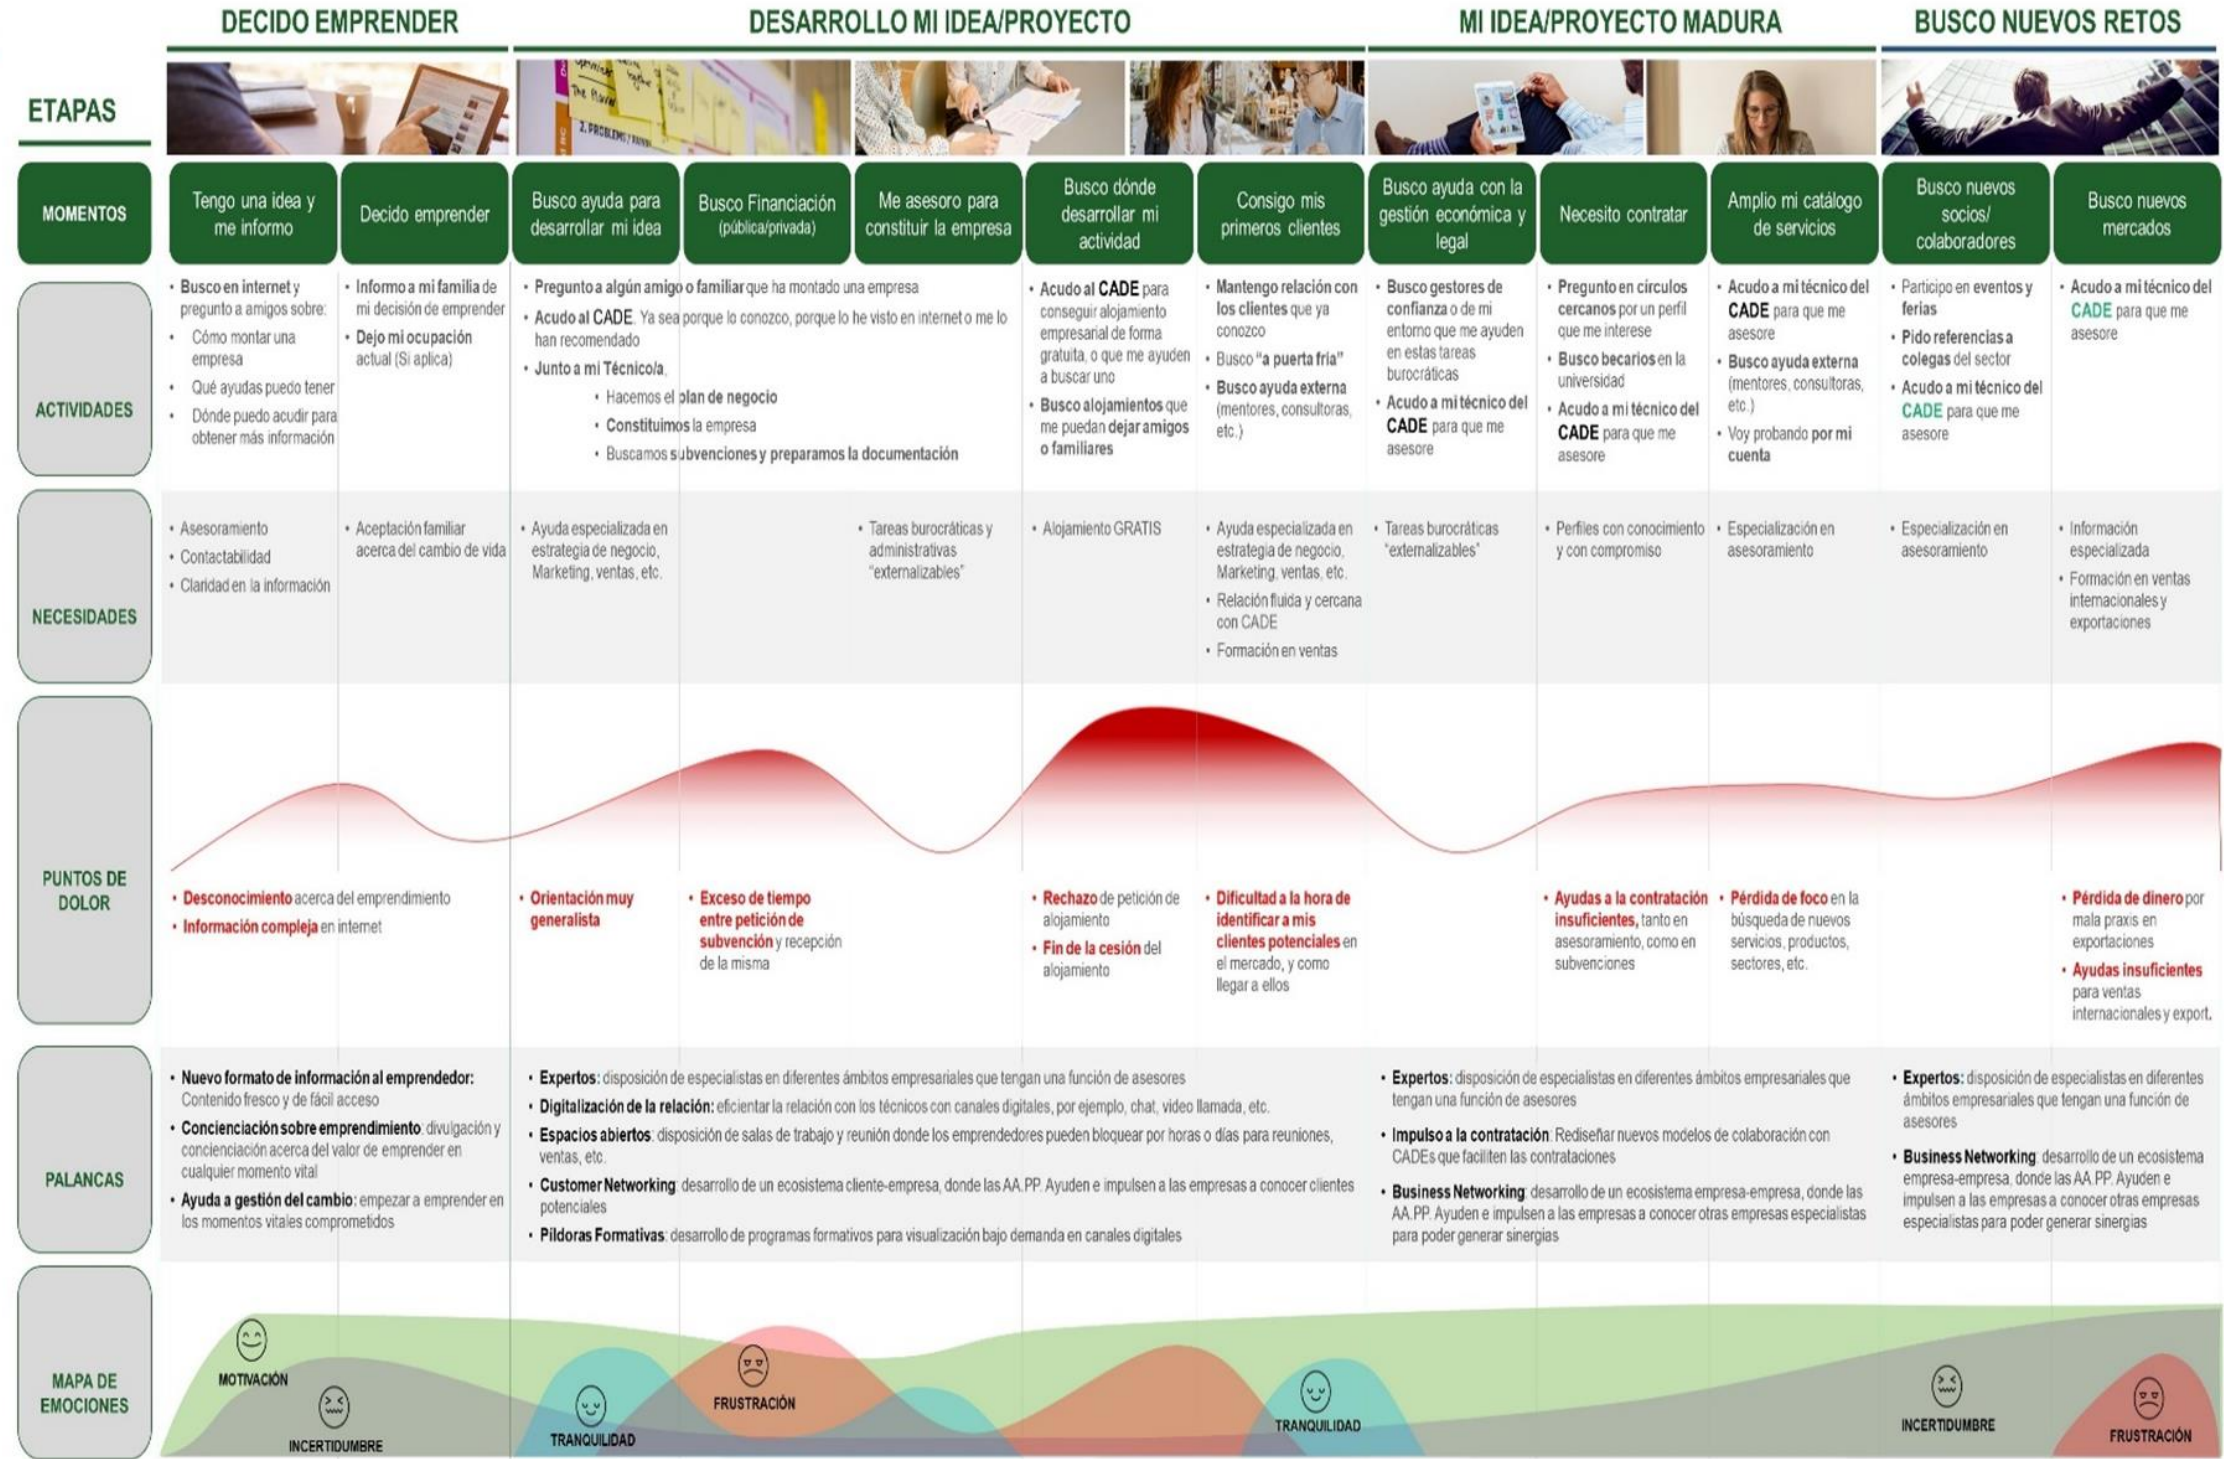 DECIDO EMPRENDER
DESARROLLO MI IDEA/PROYECTO
MI IDEA/PROYECTO MADURA
BUSCO NUEVOS RETOS
ETAPAS
The
2. PROBLEMS /
MOMENTOS
Tengo una idea y
me informo
Decido emprender
Busco ayuda para
desarrollar mi idea
Busco Financiación
(pública/privada)
Me asesoro para
constituir la empresa
Busco dónde
desarrollar mi
actividad
Consigo mis
primeros clientes
Busco ayuda con la
gestión económica y
legal
Necesito contratar
Amplio mi catálogo
de servicios
Busco nuevos
socios/
colaboradores
Busco nuevos
mercados
ACTIVIDADES
• Busco en internet y
pregunto a amigos sobre:
• Cómo montar una
empresa
• Qué ayudas puedo tener
• Dónde puedo acudir para
obtener más información
• Informo a mi familia de
mi decisión de emprender
• Dejo mi ocupación
actual (Si aplica)
• Pregunto a algún amigo o familiar que ha montado una empresa
• Acudo al CADE. Ya sea porque lo conozco, porque lo he visto en internet o me lo
han recomendado
• Junto a mi Técnico/a,
• Hacemos el plan de negocio
• Constituimos la empresa
• Buscamos subvenciones y preparamos la documentación
• Acudo al CADE para
conseguir alojamiento
empresarial de forma
gratuita, o que me ayuden
a buscar uno
• Busco alojamientos que
me puedan dejar amigos
o familiares
• Mantengo relación con
los clientes que ya
conozco
• Busco "a puerta fria"
• Busco ayuda externa
(mentores, consultoras,
etc.)
• Busco gestores de
confianza o de mi
entorno que me ayuden
en estas tareas
burocráticas
• Acudo a mi técnico del
CADE para que me
asesore
• Pregunto en círculos
cercanos por un perfil
que me interese
• Busco becarios en la
universidad
• Acudo a mi técnico del
CADE para que me
asesore
• Acudo a mi técnico del
CADE para que me
asesore
• Busco ayuda externa
(mentores, consultoras,
etc.)
• Voy probando por mi
cuenta
• Participo en eventos y
ferias
• Pido referencias a
colegas del sector
• Acudo a mi técnico del
CADE para que me
asesore
• Acudo a mi técnico del
CADE para que me
asesore
NECESIDADES
• Asesoramiento
• Contactabilidad
• Claridad en la información
• Aceptación familiar
acerca del cambio de vida
• Ayuda especializada en
estrategia de negocio,
Marketing, ventas, etc.
• Tareas burocráticas y
administrativas
"externalizables"
• Alojamiento GRATIS
• Ayuda especializada en
estrategia de negocio,
Marketing, ventas, etc.
• Relación fluida y cercana
con CADE
• Formación en ventas
• Tareas burocráticas
"externalizables"
• Perfiles con conocimiento
y con compromiso
• Especialización en
asesoramiento
• Especialización en
asesoramiento
• Información
especializada
• Formación en ventas
internacionales y
exportaciones
PUNTOS DE
DOLOR
• Desconocimiento acerca del emprendimiento
• Información compleja en internet
• Orientación muy
generalista
• Exceso de tiempo
entre petición de
subvención y recepción
de la misma
• Rechazo de petición de
alojamiento
• Fin de la cesión del
alojamiento
• Dificultad a la hora de
identificar a mis
clientes potenciales en
el mercado, y como
llegar a ellos
• Ayudas a la contratación
insuficientes, tanto en
asesoramiento, como en
subvenciones
• Pérdida de foco en la
búsqueda de nuevos
servicios, productos,
sectores, etc.
• Pérdida de dinero por
mala praxis en
exportaciones
• Ayudas insuficientes
para ventas
internacionales y export.
PALANCAS
• Nuevo formato de información al emprendedor:
Contenido fresco y de fácil acceso
• Concienciación sobre emprendimiento: divulgación y
concienciación acerca del valor de emprender en
cualquier momento vital
• Ayuda a gestión del cambio: empezar a emprender en
los momentos vitales comprometidos
• Expertos: disposición de especialistas en diferentes ámbitos empresariales que tengan una función de asesores
• Digitalización de la relación: eficientar la relación con los técnicos con canales digitales, por ejemplo, chat, video llamada, etc.
• Espacios abiertos: disposición de salas de trabajo y reunión donde los emprendedores pueden bloquear por horas o días para reuniones,
ventas, etc.
• Customer Networking: desarrollo de un ecosistema cliente-empresa, donde las AA.PP. Ayuden e impulsen a las empresas a conocer clientes
potenciales
• Píldoras Formativas: desarrollo de programas formativos para visualización bajo demanda en canales digitales
• Expertos: disposición de especialistas en diferentes ámbitos empresariales que
tengan una función de asesores
• Impulso a la contratación: Rediseñar nuevos modelos de colaboración con
CADEs que faciliten las contrataciones
• Business Networking: desarrollo de un ecosistema empresa-empresa, donde las
AA.PP. Ayuden e impulsen a las empresas a conocer otras empresas especialistas
para poder generar sinergias
• Expertos: disposición de especialistas en diferentes
ámbitos empresariales que tengan una función de
asesores
• Business Networking: desarrollo de un ecosistema
empresa-empresa, donde las AA.PP. Ayuden e
impulsen a las empresas a conocer otras empresas
especialistas para poder generar sinergias
MAPA DE
EMOCIONES
MOTIVACIÓN
INCERTIDUMBRE
TRANQUILIDAD
FRUSTRACIÓN
TRANQUILIDAD
INCERTIDUMBRE
FRUSTRACIÓN